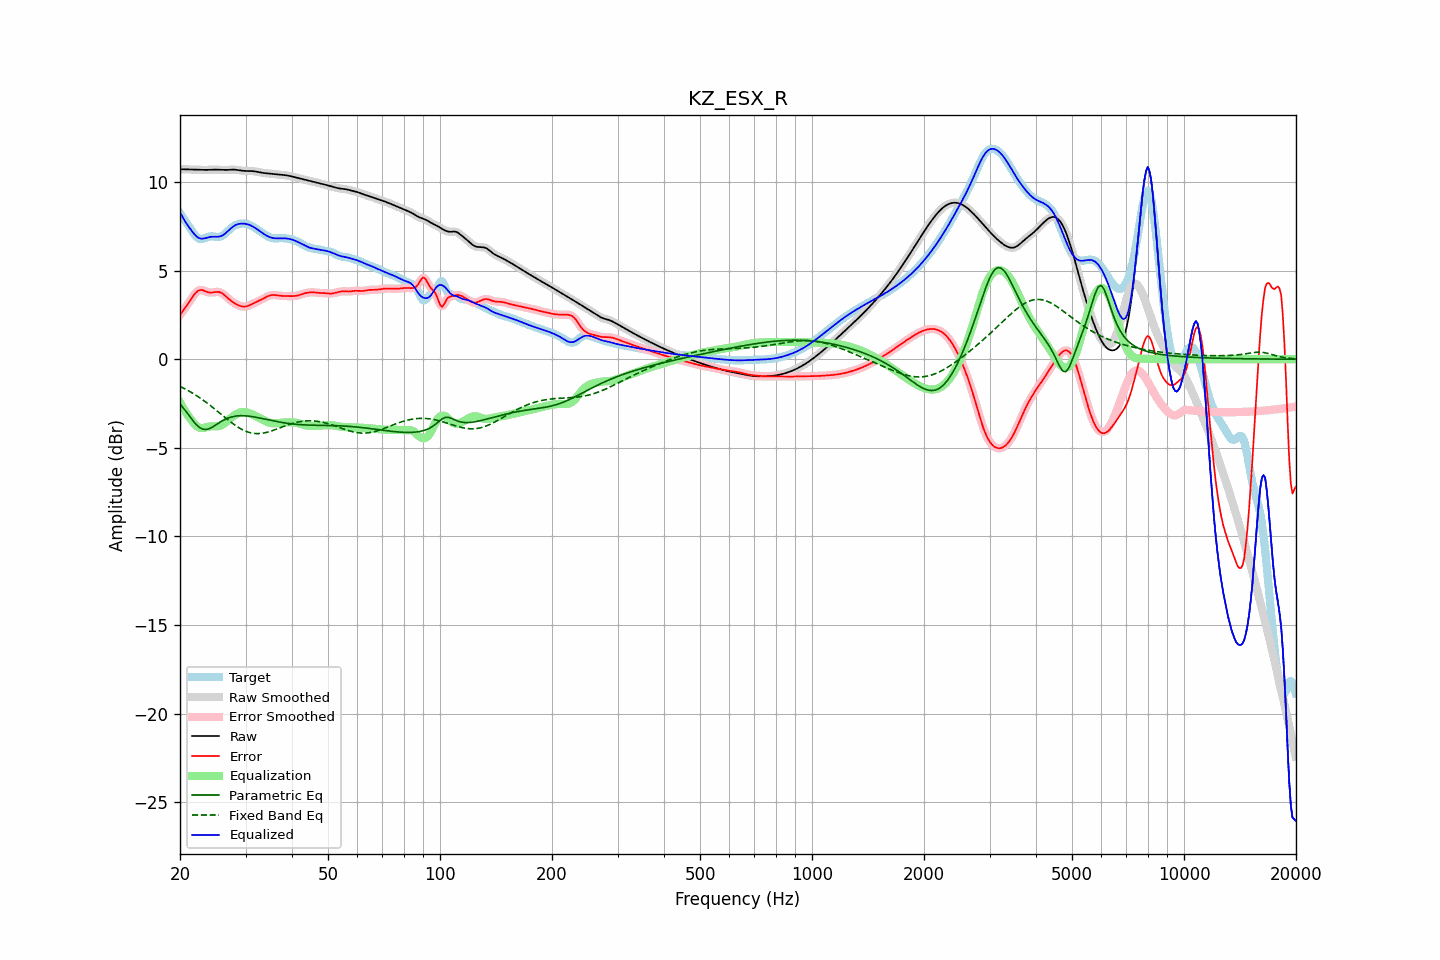 KZ_ESX_R
Amplitude (dBr)
10
5
0
−5
−10
−15
−20
−25
Target
Raw Smoothed
Error Smoothed
Raw
Error
Equalization
Parametric Eq
Fixed Band Eq
Equalized
20
50
100
200
500
1000
2000
5000
10000
20000
Frequency (Hz)